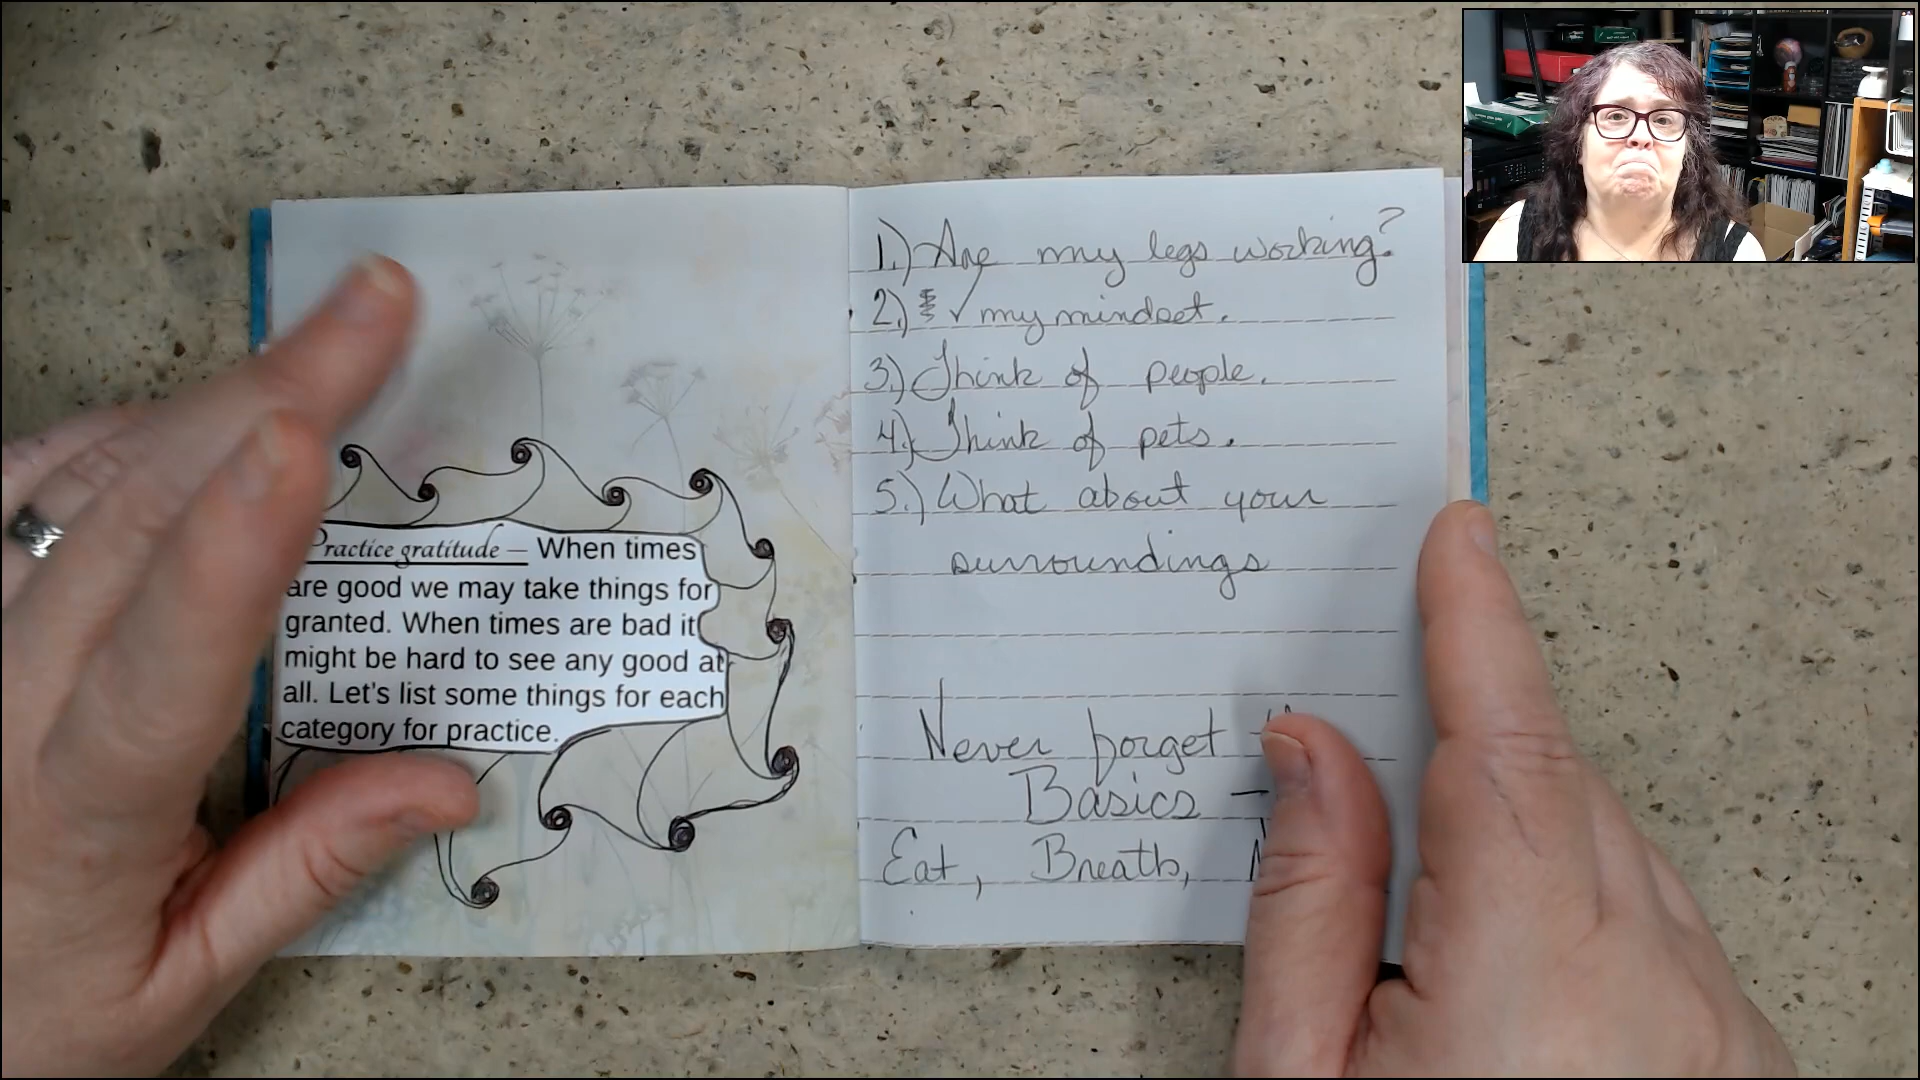 Practice gratitude — When times
are good we may take things for
granted. When times are bad it
might be hard to see any good at
all. Let's list some things for each
category for practice.
1.) Are my legs working?
2.) ✓ my mindset.
3.) Think of people.
4.) Think of pets.
5.) What about your
surroundings
Never forget
Basics –
Eat, Breath,